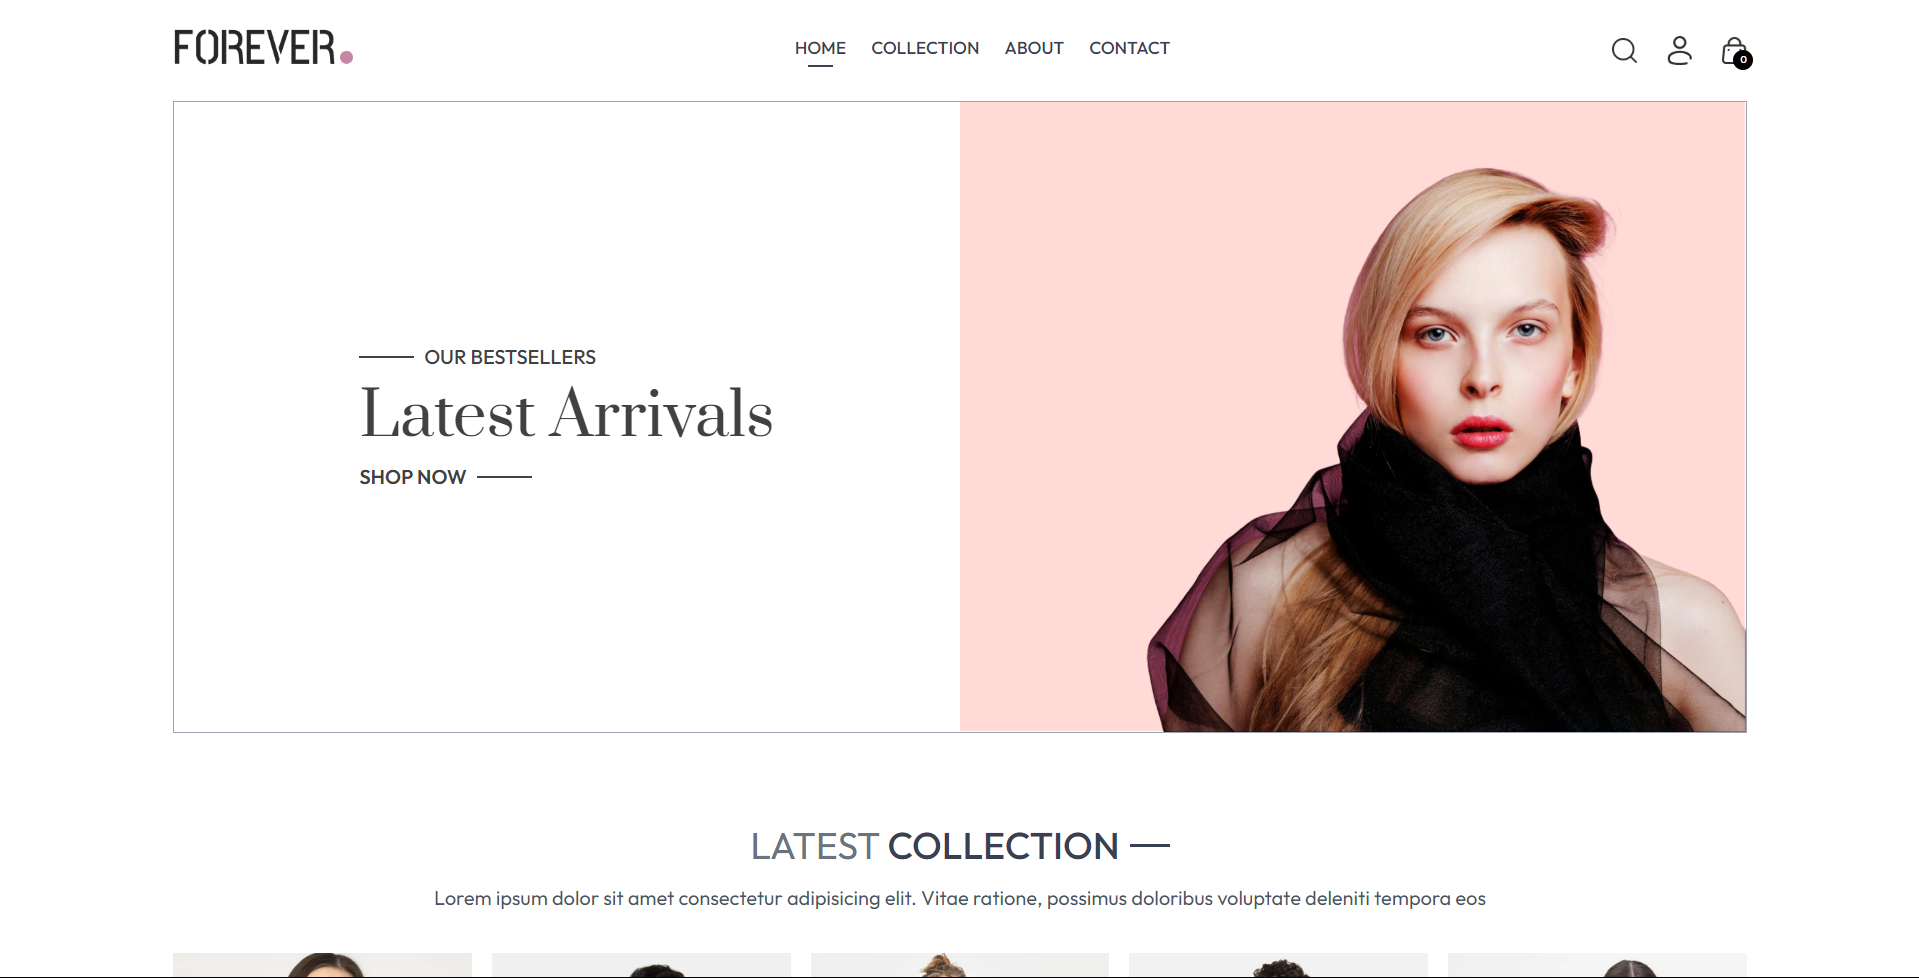 FOREVER.
HOME COLLECTION ABOUT CONTACT
0
OUR BESTSELLERS
Latest Arrivals
SHOP NOW
LATEST COLLECTION
Lorem ipsum dolor sit amet consectetur adipisicing elit. Vitae ratione, possimus doloribus voluptate deleniti tempora eos